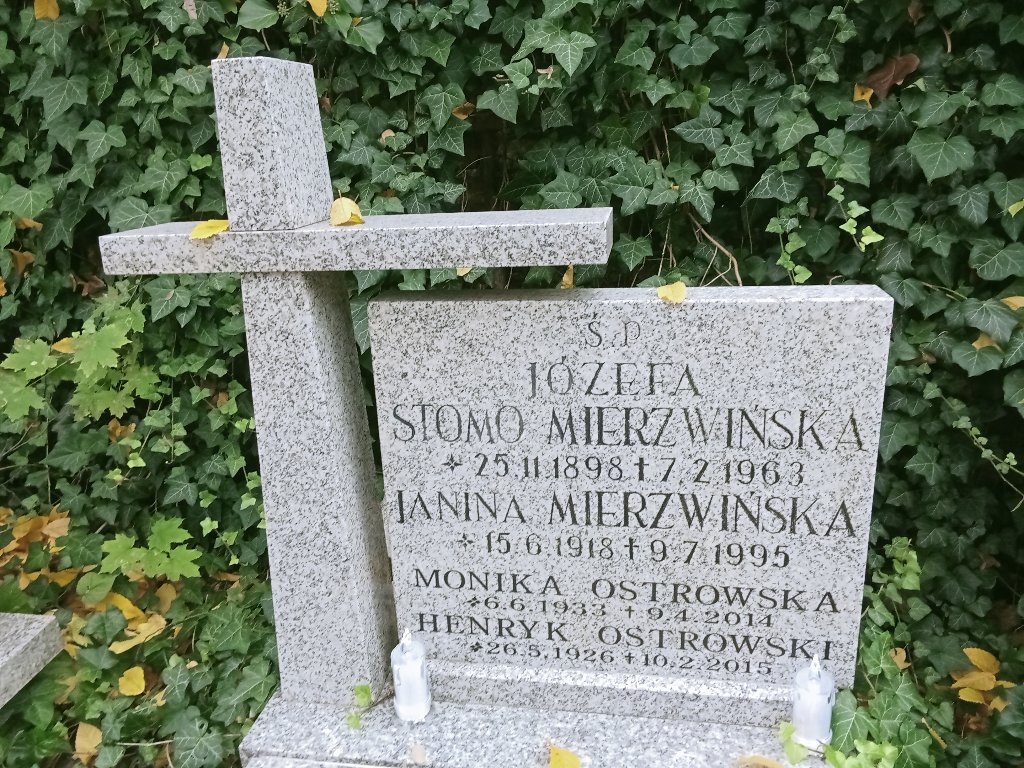 Ś.P
JÓZEFA
STOMO MIERZWIŃSKA
* 25.11.1898 † 7.2.1963
JANINA MIERZWIŃSKA
* 15.6.1918 † 9.7.1995
MONIKA OSTROWSKA
* 6.6.1933 † 9.4.2014
HENRYK OSTROWSKI
* 26.5.1926 † 10.2.2015